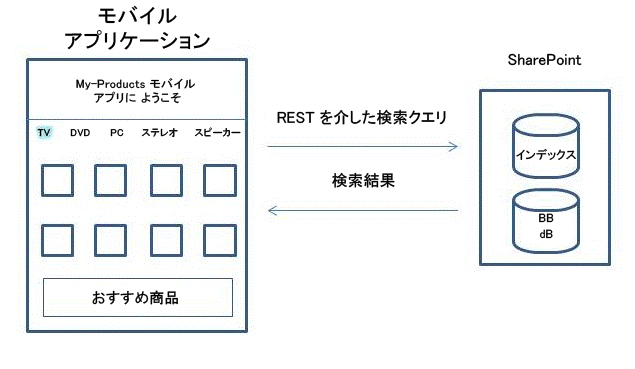 モバイル
アプリケーション
My-Products モバイル
アプリに ようこそ
TV DVD PC ステレオ スピーカー
おすすめ商品
REST を介した検索クエリ
検索結果
SharePoint
インデックス
BB
dB